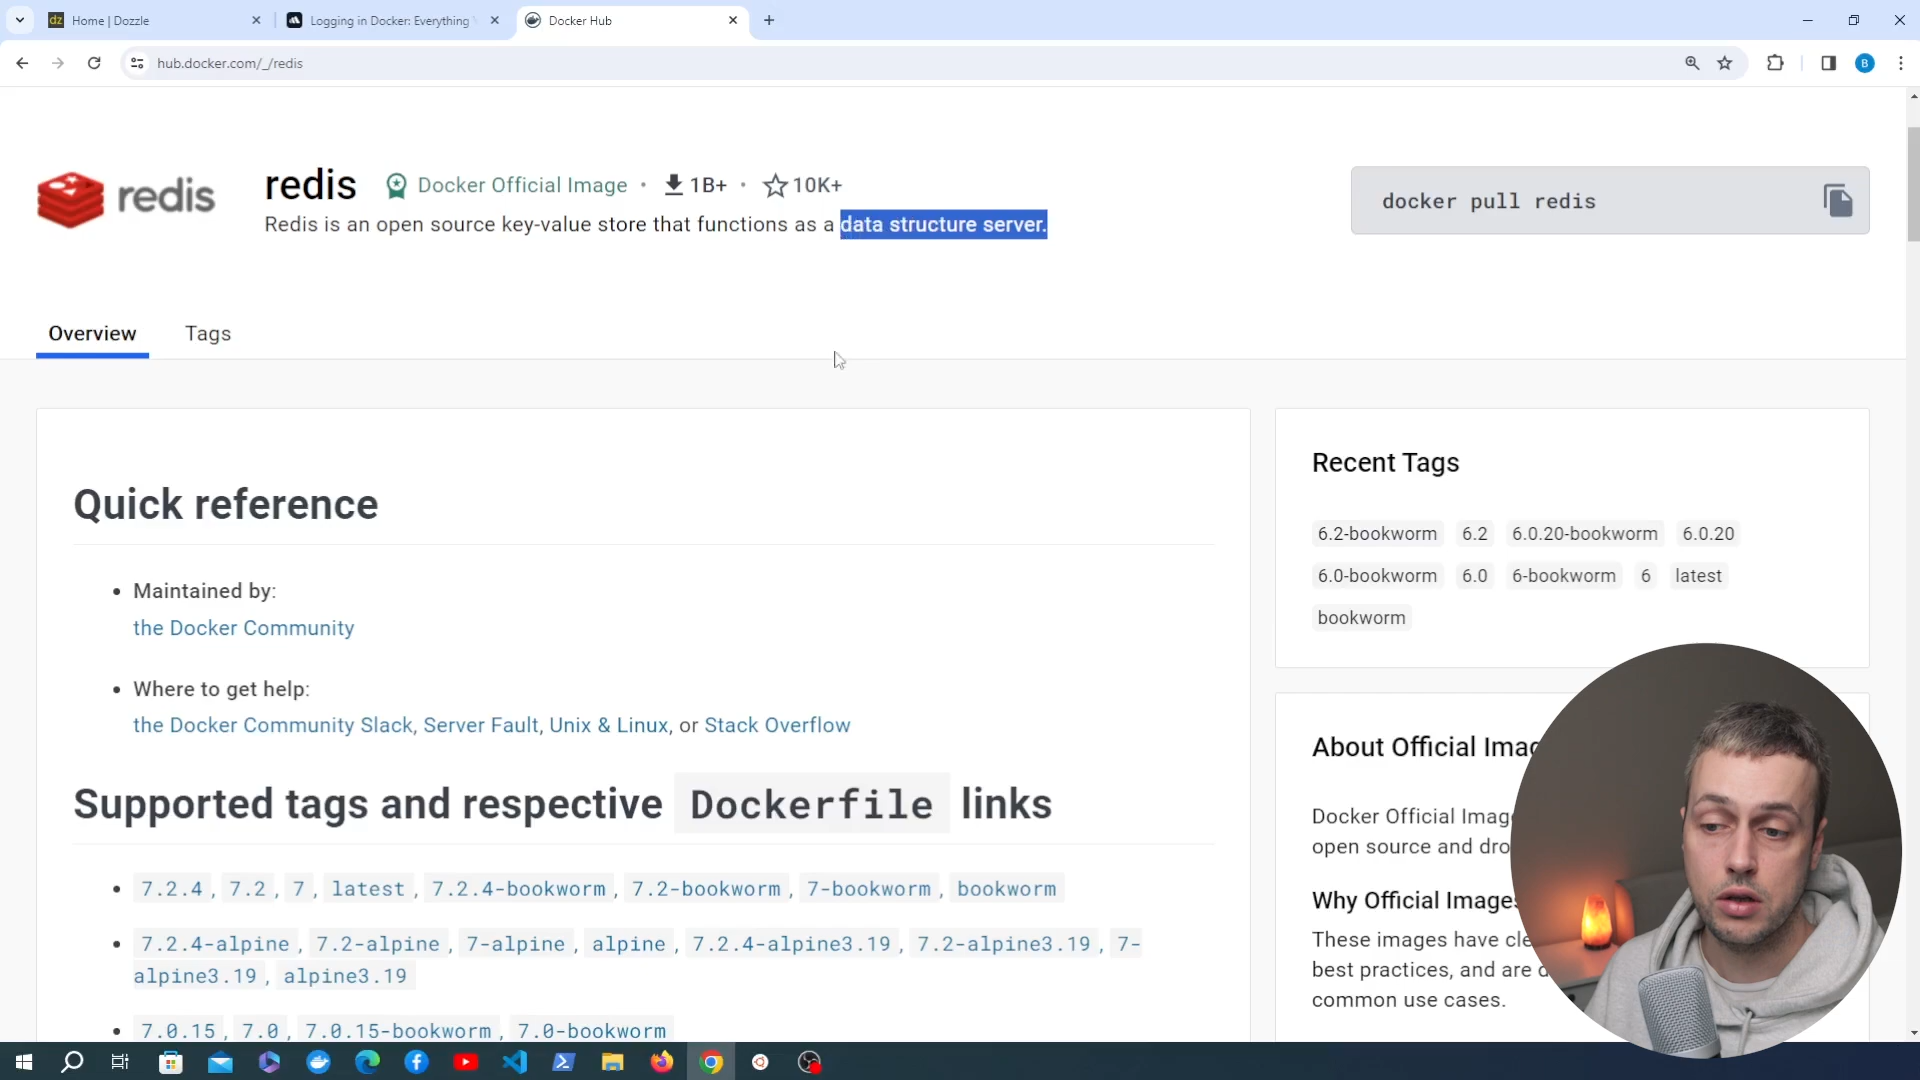 dz Home | Dozzle
Logging in Docker: Everything
Docker Hub
hub.docker.com/_/redis
B
redis
redis Docker Official Image · 1B+ · 10K+
Redis is an open source key-value store that functions as a data structure server.
docker pull redis
Overview Tags
Quick reference
• Maintained by:
the Docker Community
• Where to get help:
the Docker Community Slack, Server Fault, Unix & Linux, or Stack Overflow
Supported tags and respective Dockerfile links
• 7.2.4, 7.2, 7, latest, 7.2.4-bookworm, 7.2-bookworm, 7-bookworm, bookworm
• 7.2.4-alpine, 7.2-alpine, 7-alpine, alpine, 7.2.4-alpine3.19, 7.2-alpine3.19, 7-
alpine3.19, alpine3.19
• 7.0.15, 7.0, 7.0.15-bookworm, 7.0-bookworm
Recent Tags
6.2-bookworm 6.2 6.0.20-bookworm 6.0.20
6.0-bookworm 6.0 6-bookworm 6 latest
bookworm
About Official Imag
Docker Official Imag
open source and dro
Why Official Images
These images have cle
best practices, and are d
common use cases.